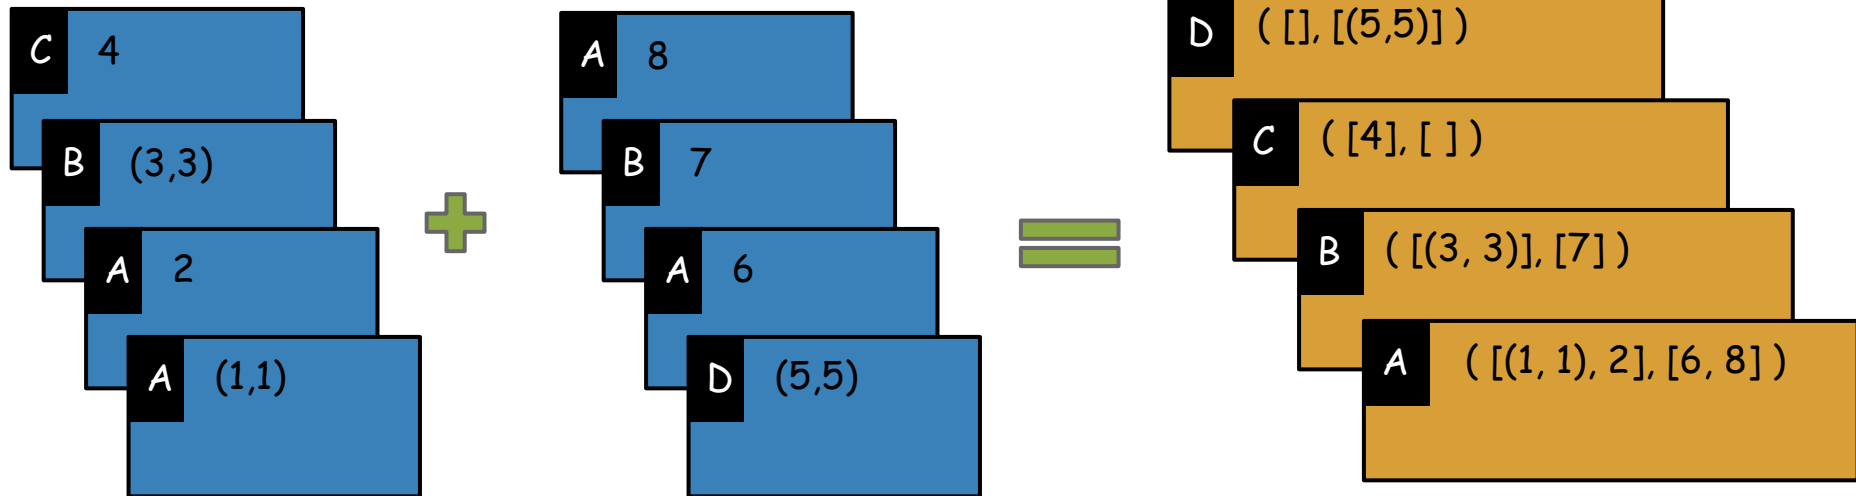 C 4
B (3,3)
A 2
A (1,1)
A 8
B 7
A 6
D (5,5)
D ( [], [(5,5)] )
C ( [4], [ ] )
B ( [(3, 3)], [7] )
A ( [(1, 1), 2], [6, 8] )